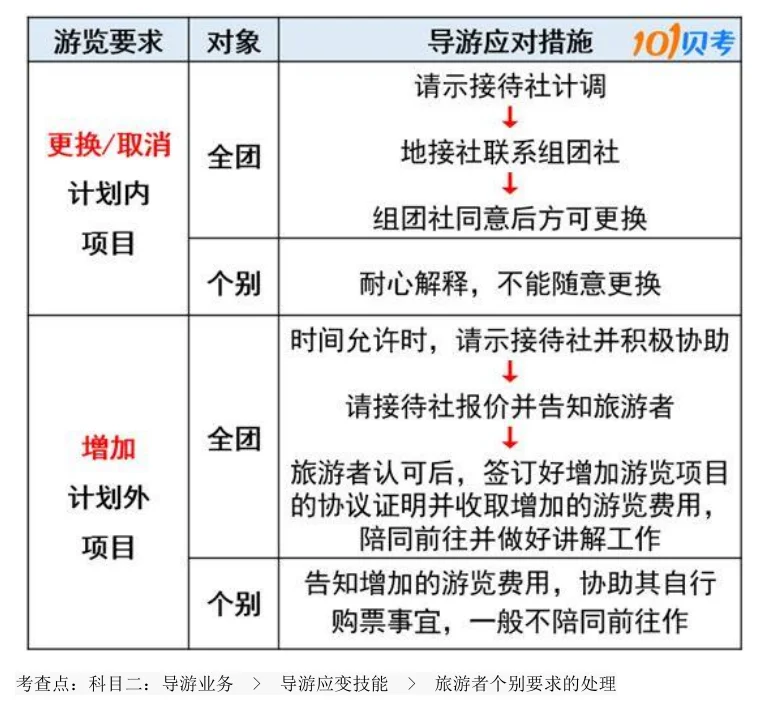 游览要求 对象 导游应对措施 101贝考
更换/取消
计划内
项目
全团
请示接待社计调
↓
地接社联系组团社
↓
组团社同意后方可更换
个别
耐心解释，不能随意更换
增加
计划外
项目
全团
时间允许时，请示接待社并积极协助
↓
请接待社报价并告知旅游者
↓
旅游者认可后，签订好增加游览项目
的协议证明并收取增加的游览费用，
陪同前往并做好讲解工作
个别
告知增加的游览费用，协助其自行
购票事宜，一般不陪同前往作
考查点：科目二：导游业务 > 导游应变技能 > 旅游者个别要求的处理